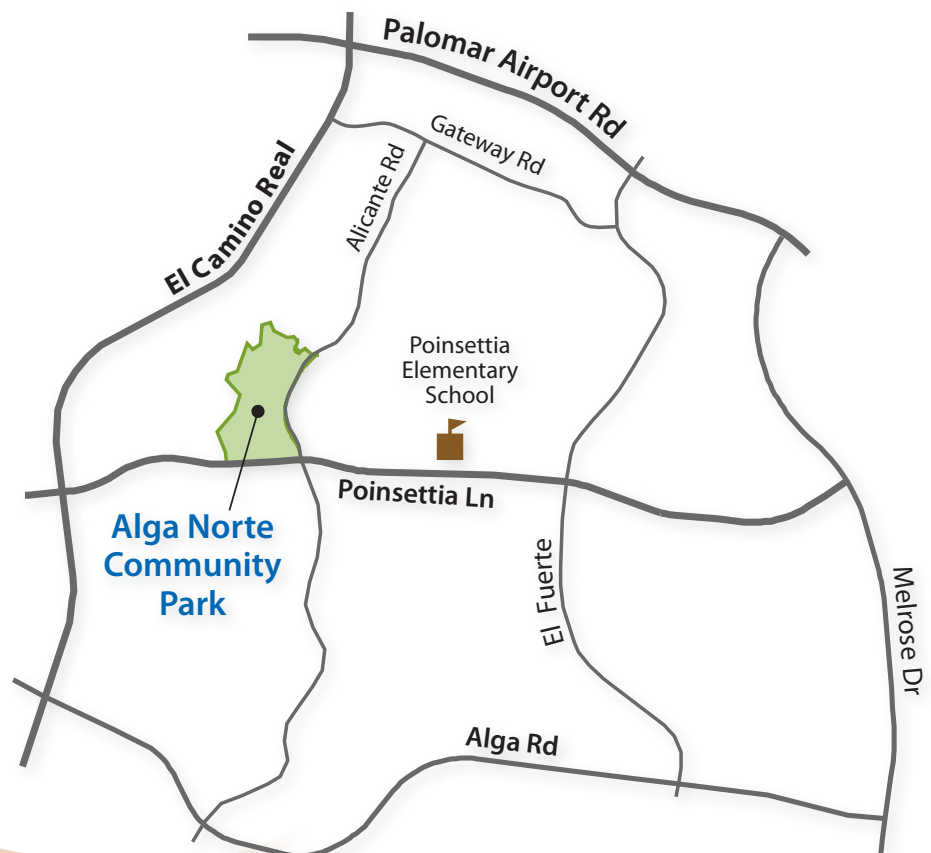 Palomar Airport Rd
Gateway Rd
Alicante Rd
El Camino Real
Poinsettia
Elementary
School
Poinsettia Ln
Alga Norte
Community
Park
El Fuerte
Melrose Dr
Alga Rd